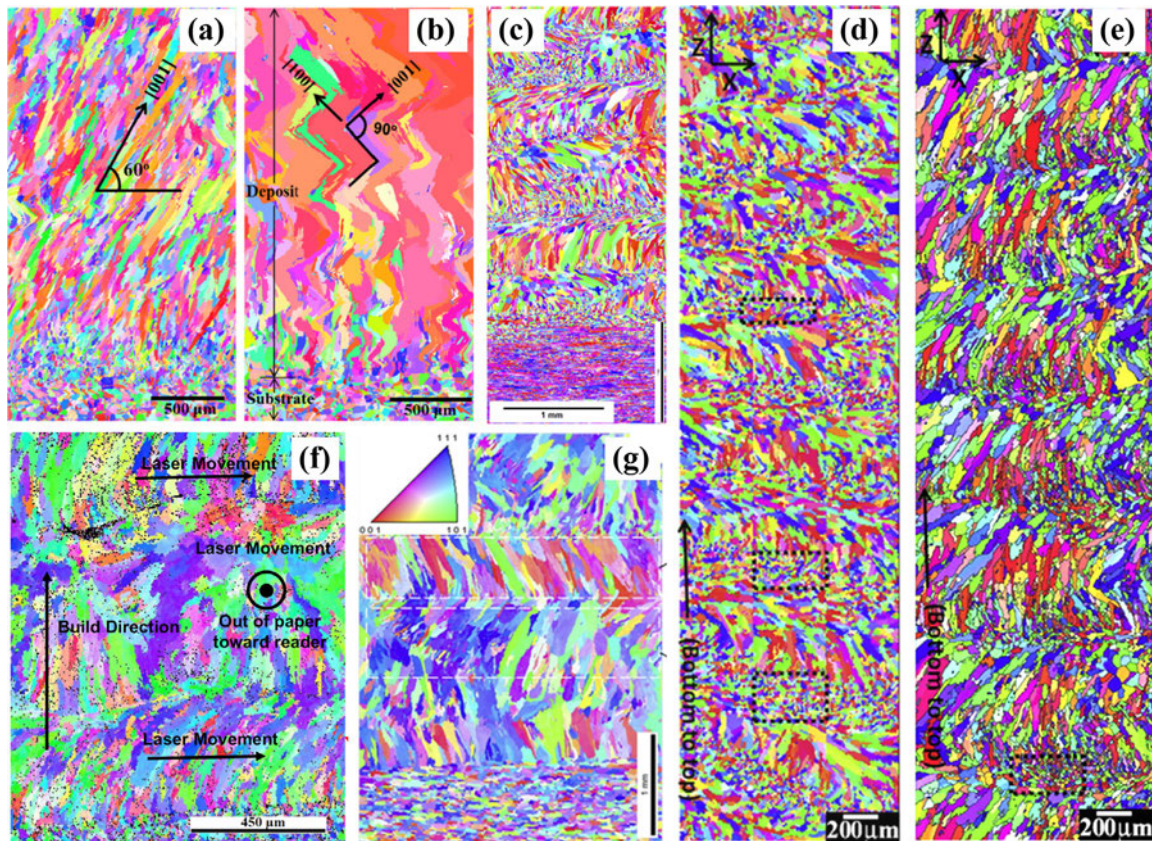 (a)
[001]
60°
500 µm
(b)
[100]
[001]
90°
Deposit
Substrate
500 µm
(c)
1 mm
(d)
Z
X
(Bottom to top)
200µm
(e)
Z
X
(Bottom to top)
200µm
(f)
Laser Movement
Laser Movement
Build Direction
Out of paper
toward reader
Laser Movement
450 µm
(g)
111
001
101
1 mm